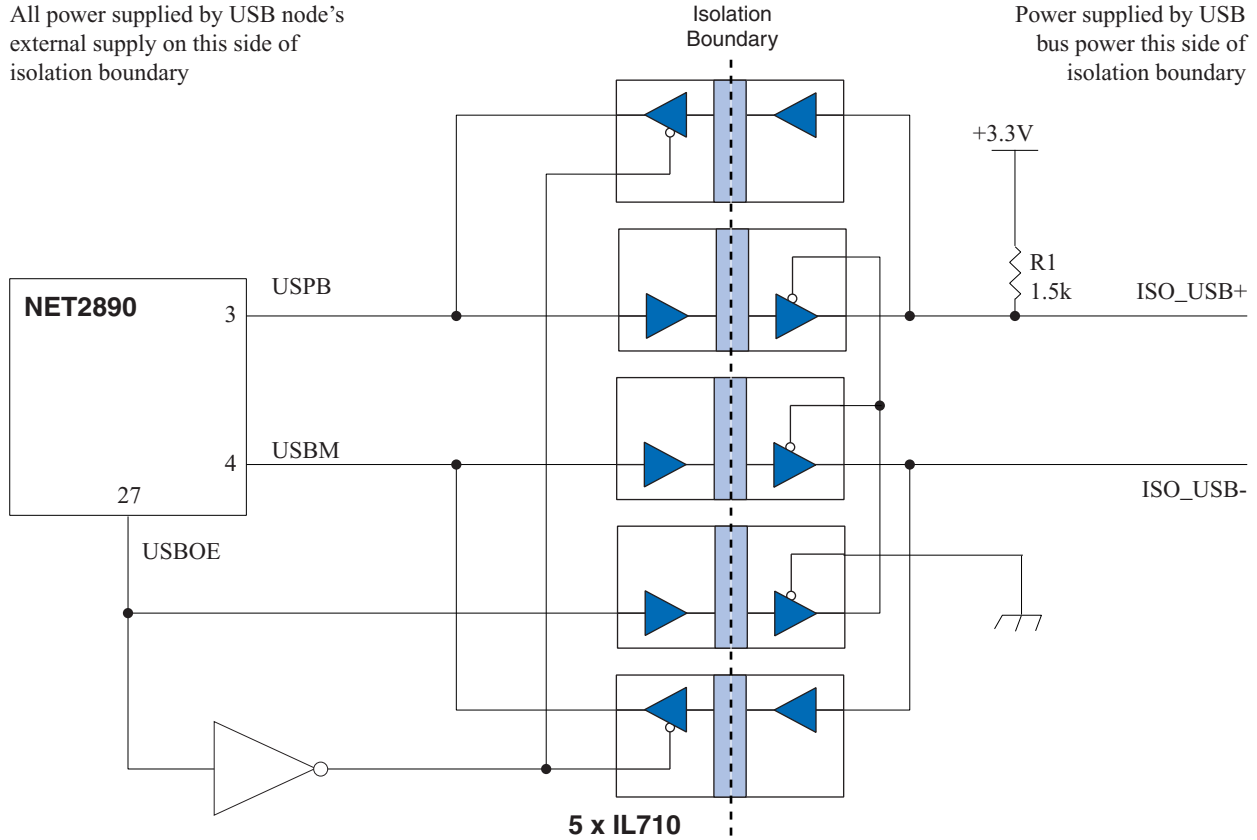 All power supplied by USB node's
external supply on this side of
isolation boundary
Isolation
Boundary
Power supplied by USB
bus power this side of
isolation boundary
+3.3V
R1
1.5k
NET2890
3
USPB
ISO_USB+
4
USBM
ISO_USB-
27
USBOE
5 x IL710